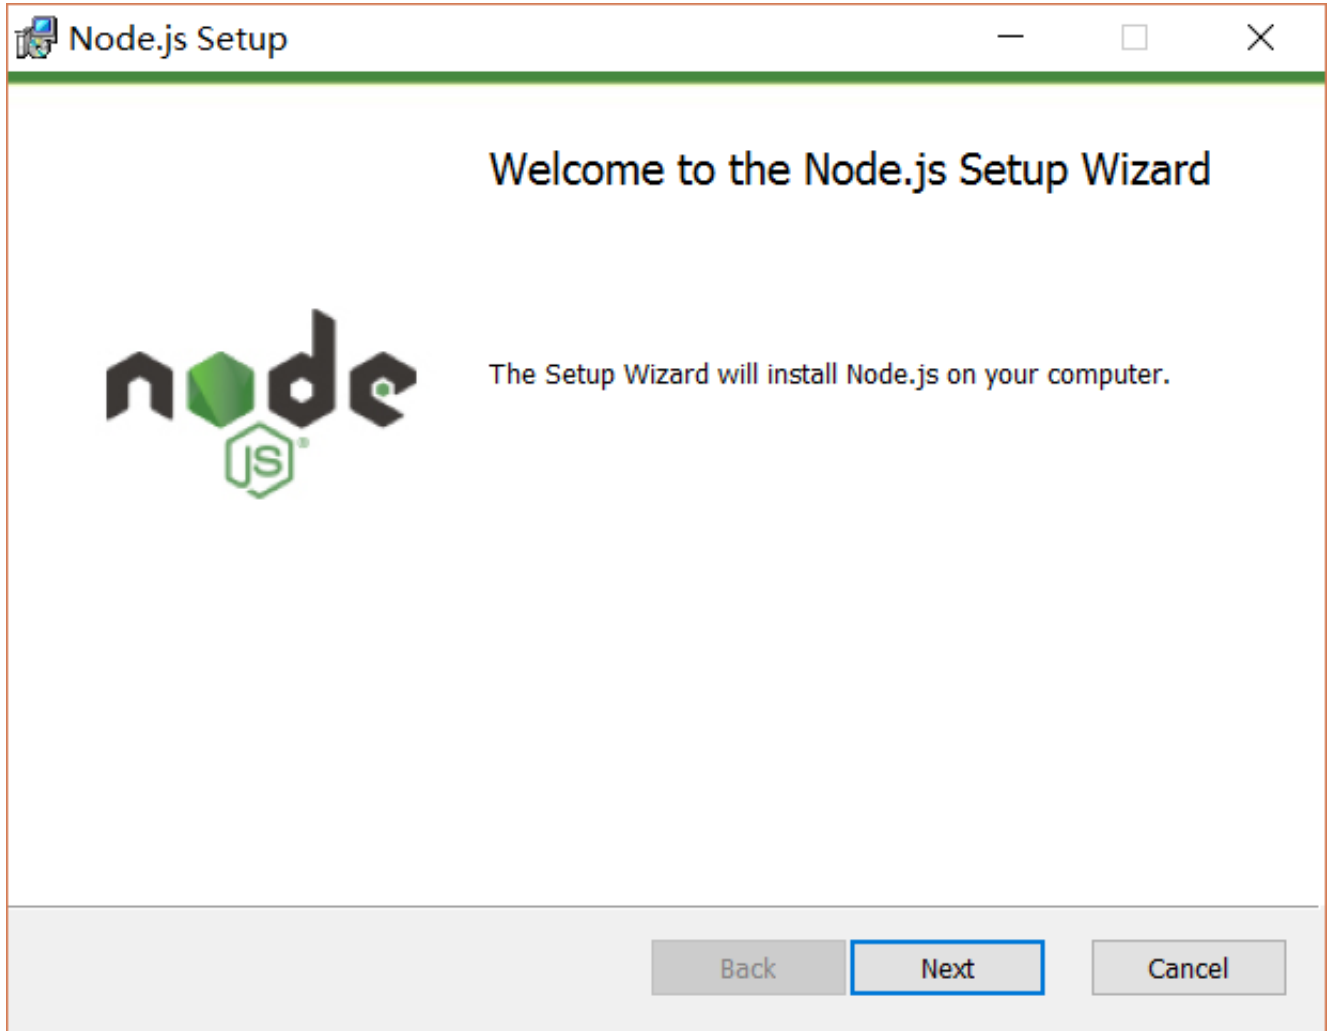 Node.js Setup
Welcome to the Node.js Setup Wizard
The Setup Wizard will install Node.js on your computer.
node
JS®
Back
Next
Cancel